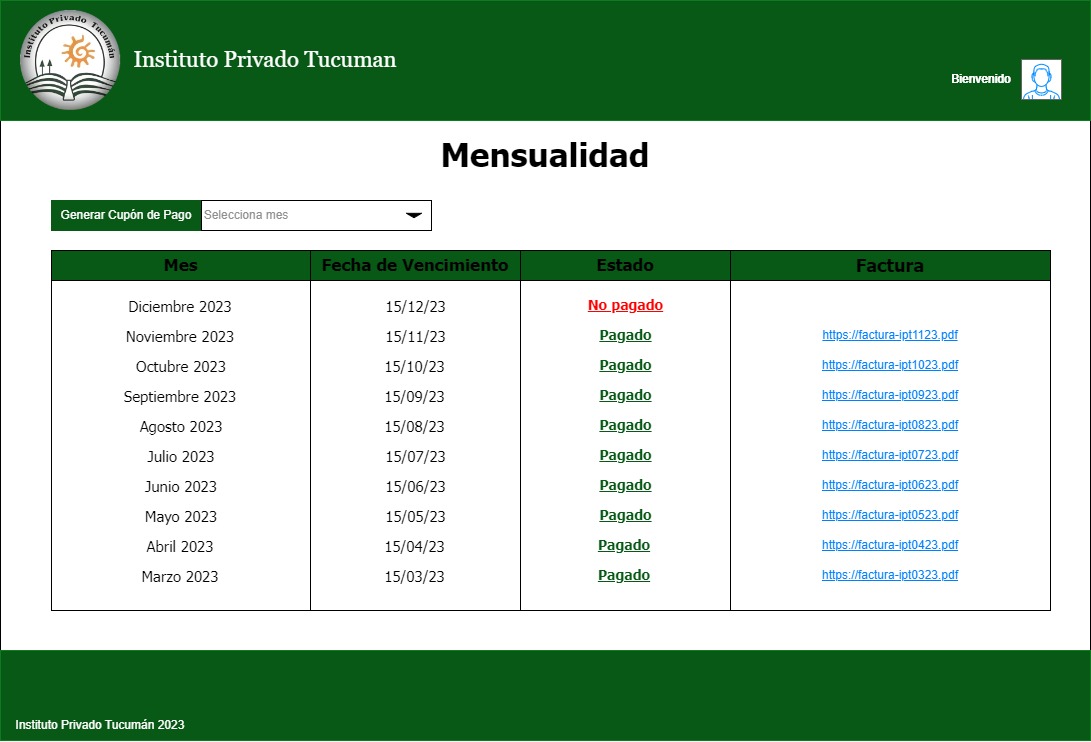 Instituto Privado Tucumán
Instituto Privado Tucuman
Bienvenido
Mensualidad
Generar Cupón de Pago Selecciona mes
Mes Fecha de Vencimiento Estado Factura
Diciembre 2023 15/12/23 No pagado
Noviembre 2023 15/11/23 Pagado https://factura-ipt1123.pdf
Octubre 2023 15/10/23 Pagado https://factura-ipt1023.pdf
Septiembre 2023 15/09/23 Pagado https://factura-ipt0923.pdf
Agosto 2023 15/08/23 Pagado https://factura-ipt0823.pdf
Julio 2023 15/07/23 Pagado https://factura-ipt0723.pdf
Junio 2023 15/06/23 Pagado https://factura-ipt0623.pdf
Mayo 2023 15/05/23 Pagado https://factura-ipt0523.pdf
Abril 2023 15/04/23 Pagado https://factura-ipt0423.pdf
Marzo 2023 15/03/23 Pagado https://factura-ipt0323.pdf
Instituto Privado Tucumán 2023